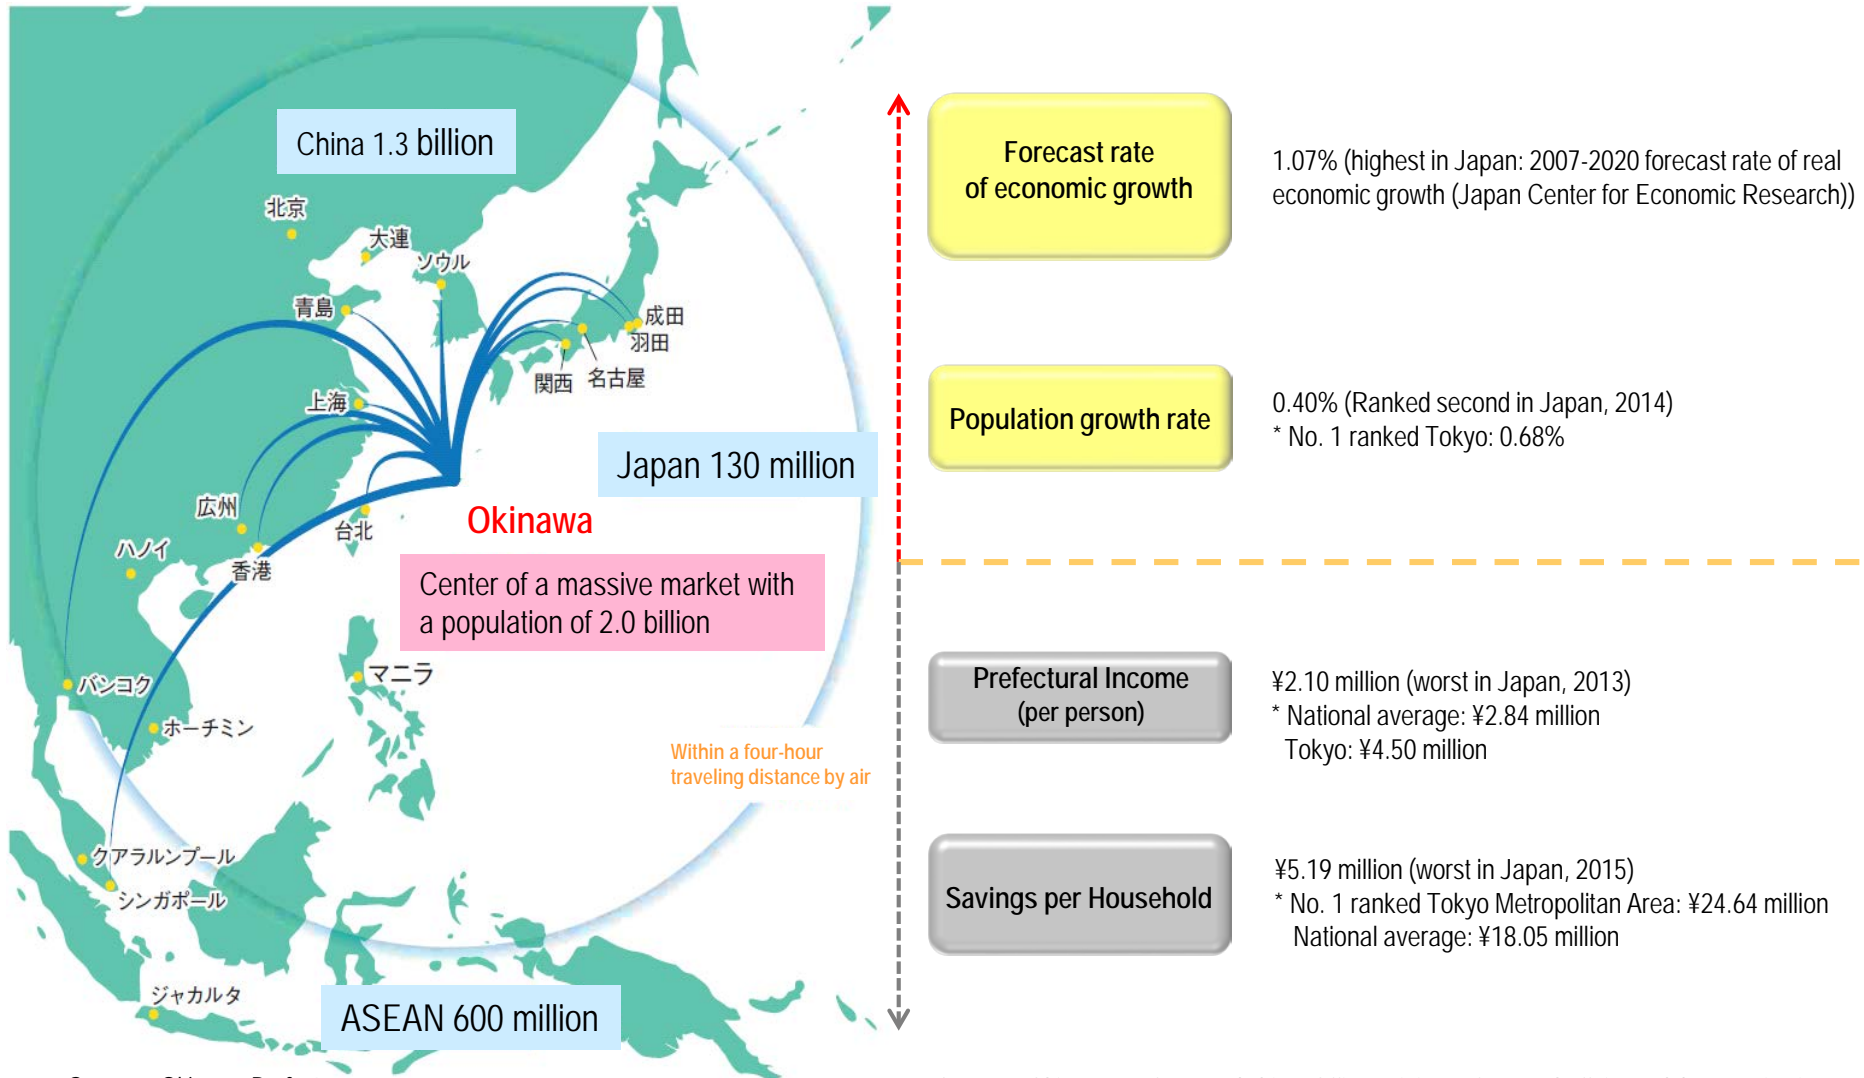 China 1.3 billion
北京
大連
ソウル
青島
成田
羽田
関西
名古屋
上海
Japan 130 million
広州
台北
Okinawa
ハノイ
香港
Center of a massive market with
a population of 2.0 billion
マニラ
バンコク
ホーチミン
Within a four-hour
traveling distance by air
クアラルンプール
シンガポール
ジャカルタ
ASEAN 600 million
Forecast rate
of economic growth
1.07% (highest in Japan: 2007-2020 forecast rate of real
economic growth (Japan Center for Economic Research))
Population growth rate
0.40% (Ranked second in Japan, 2014)
* No. 1 ranked Tokyo: 0.68%
Prefectural Income
(per person)
¥2.10 million (worst in Japan, 2013)
* National average: ¥2.84 million
Tokyo: ¥4.50 million
Savings per Household
¥5.19 million (worst in Japan, 2015)
* No. 1 ranked Tokyo Metropolitan Area: ¥24.64 million
National average: ¥18.05 million